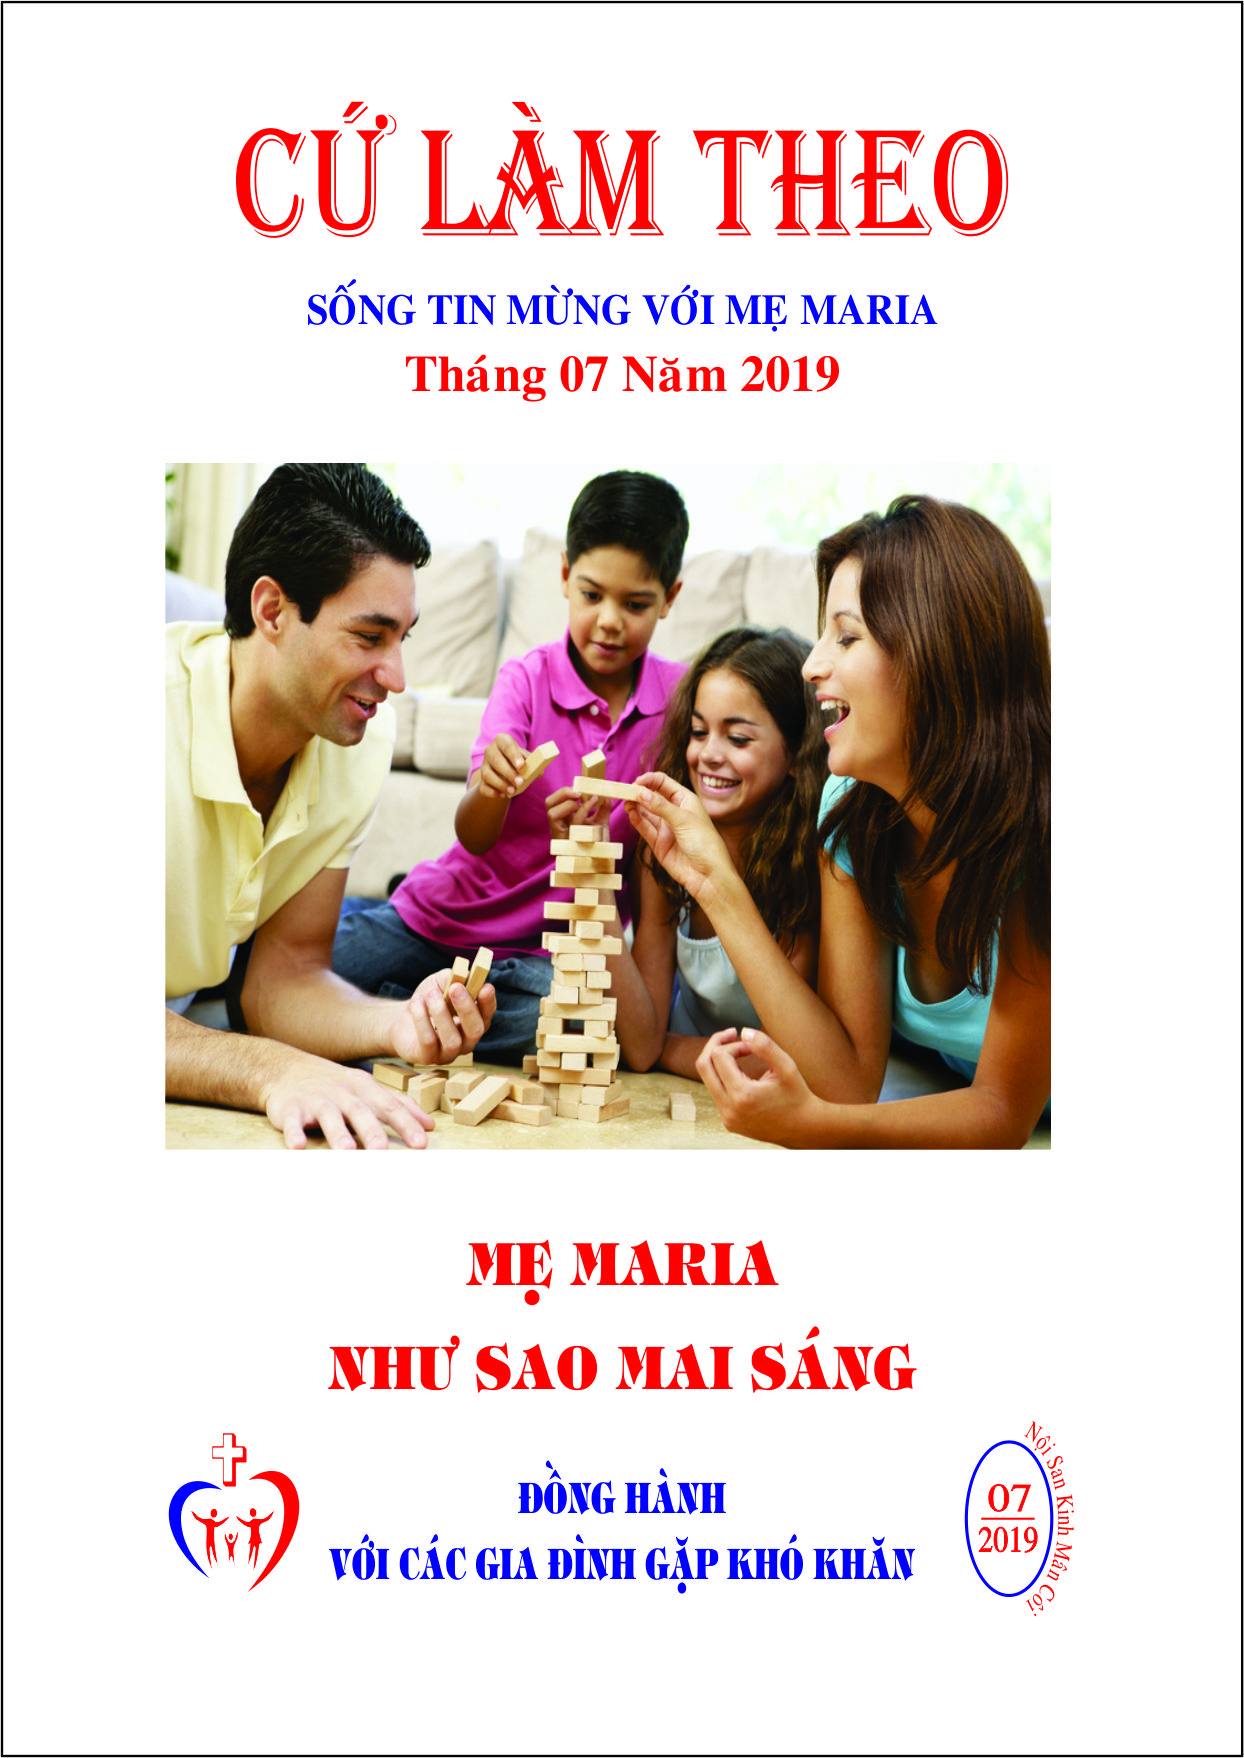 CỨ LÀM THEO
SỐNG TIN MỪNG VỚI MẸ MARIA
Tháng 07 Năm 2019
MẸ MARIA
NHƯ SAO MAI SÁNG
ĐỒNG HÀNH
VỚI CÁC GIA ĐÌNH GẶP KHÓ KHĂN
07
2019
Nội San Kinh Mân Côi